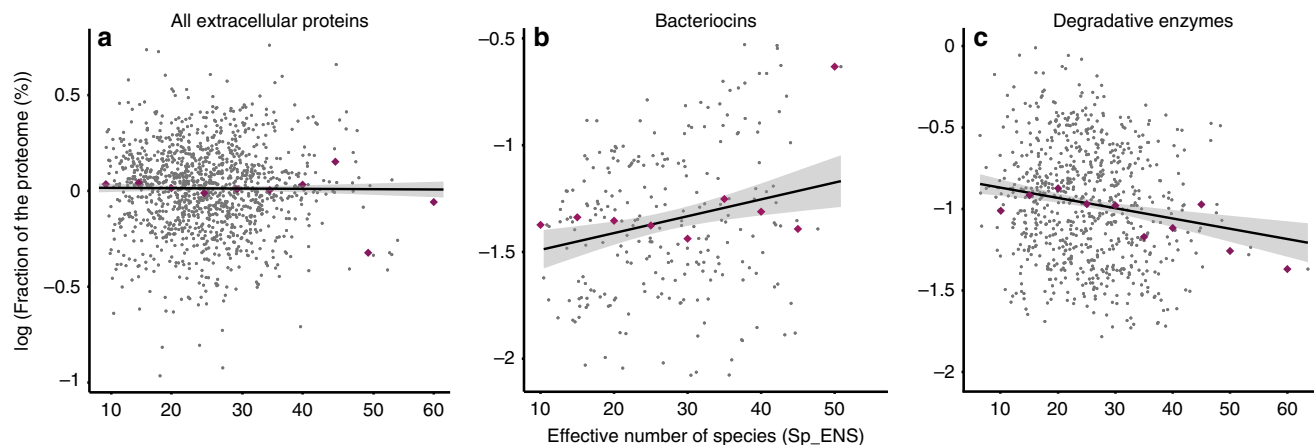 All extracellular proteins
a
log (Fraction of the proteome (%))
0.5
0
−0.5
−1
10 20 30 40 50 60
Bacteriocins
b
−0.5
−1
−1.5
−2
10 20 30 40 50
Effective number of species (Sp_ENS)
Degradative enzymes
c
0
−0.5
−1.0
−1.5
−2
10 20 30 40 50 60